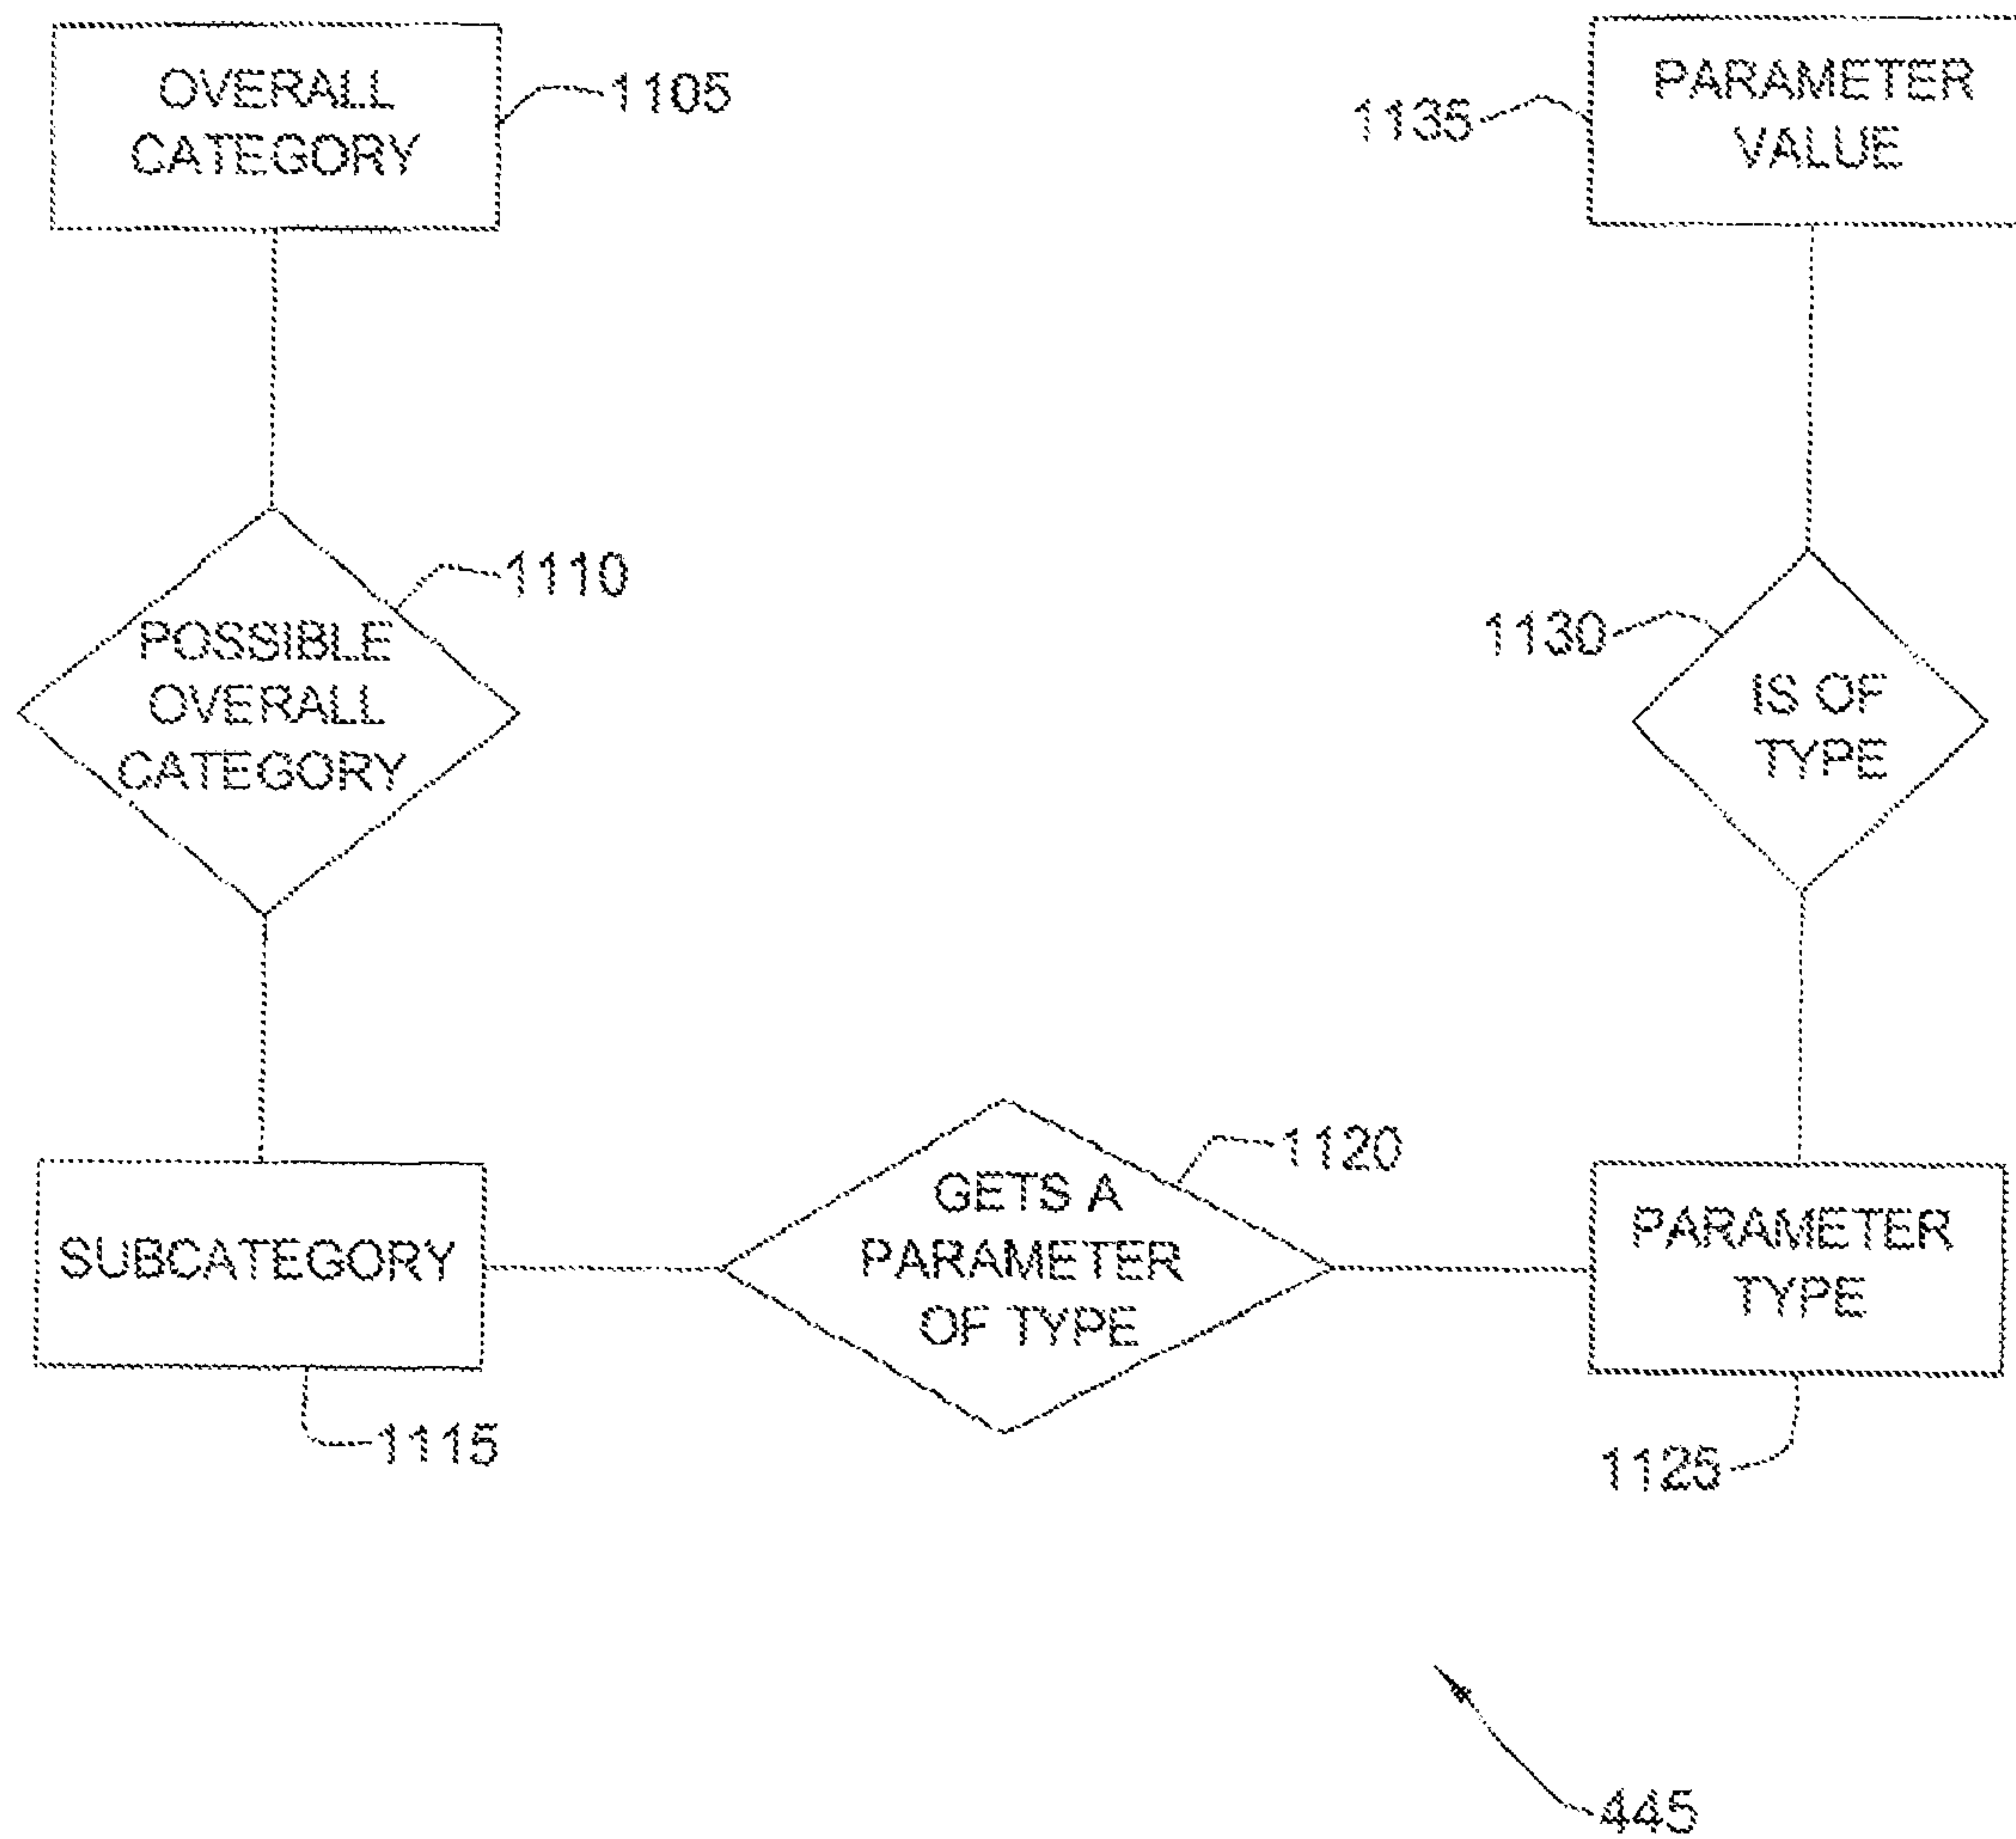 OVERALL
CATEGORY
1105
PARAMETER
VALUE
1135
POSSIBLE
OVERALL
CATEGORY
1110
IS OF
TYPE
1130
SUBCATEGORY
1115
GETS A
PARAMETER
OF TYPE
1120
PARAMETER
TYPE
1125
445